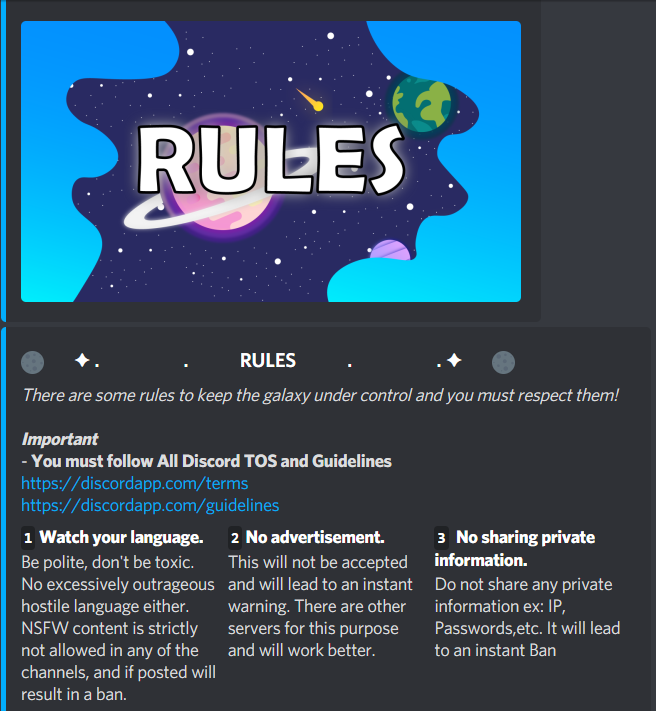 RULES
✦ . . RULES . . ✦
There are some rules to keep the galaxy under control and you must respect them!
Important
- You must follow All Discord TOS and Guidelines
https://discordapp.com/terms
https://discordapp.com/guidelines
1 Watch your language.
Be polite, don't be toxic.
No excessively outrageous
hostile language either.
NSFW content is strictly
not allowed in any of the
channels, and if posted will
result in a ban.
2 No advertisement.
This will not be accepted
and will lead to an instant
warning. There are other
servers for this purpose
and will work better.
3 No sharing private
information.
Do not share any private
information ex: IP,
Passwords,etc. It will lead
to an instant Ban